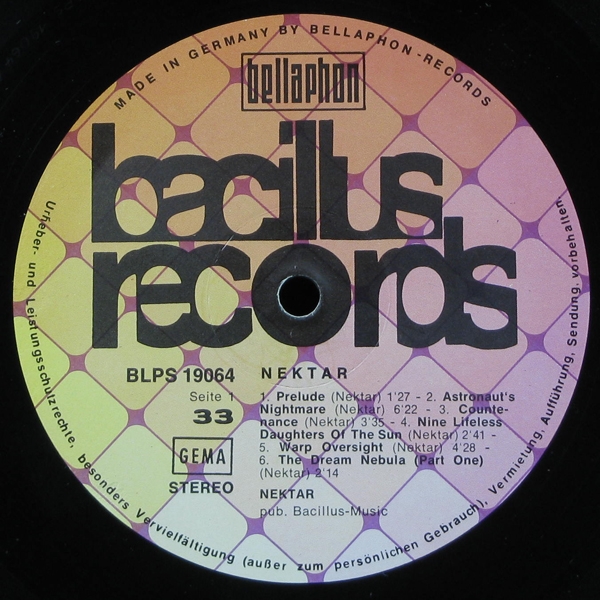 MADE IN GERMANY BY BELLAPHON-RECORDS
bellaphon
bacillus
records
BLPS 19064
Seite 1
33
GEMA
STEREO
NEKTAR
1. Prelude (Nektar) 1'27 - 2. Astronaut's
Nightmare (Nektar) 6'22 - 3. Counte-
nance (Nektar) 3'35 - 4. Nine Lifeless
Daughters Of The Sun (Nektar) 2'41 -
5. Warp Oversight (Nektar) 4'28 -
6. The Dream Nebula (Part One)
(Nektar) 2'14
NEKTAR
pub. Bacillus-Music
Urheber- und Leistungsschutzrechte, besonders Vervielfältigung (außer zum persönlichen Gebrauch), Vermietung, Aufführung, Sendung, vorbehalten